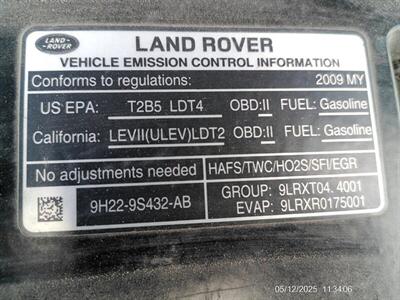 LAND-ROVER
LAND ROVER
VEHICLE EMISSION CONTROL INFORMATION
Conforms to regulations: 2009 MY
US EPA: T2B5 LDT4 OBD:II FUEL: Gasoline
California: LEVII(ULEV)LDT2 OBD:II FUEL: Gasoline
No adjustments needed HAFS/TWC/HO2S/SFI/EGR
9H22-9S432-AB GROUP: 9LRXT04.4001
EVAP: 9LRXR0175001
05/12/2025 11:34:06